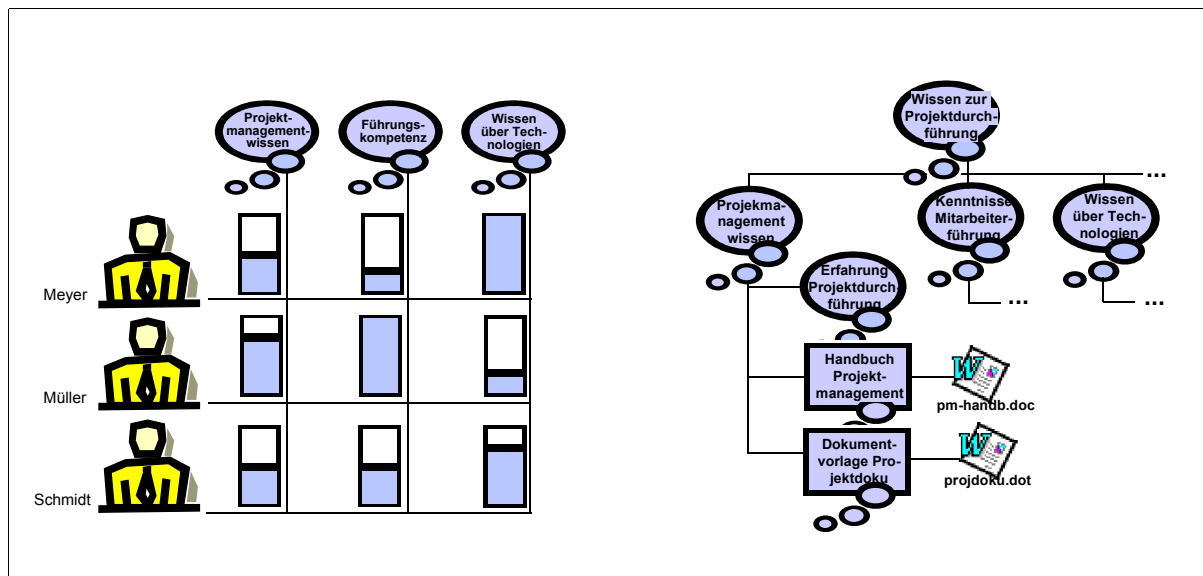 Projekt-
management-
wissen
Führungs-
kompetenz
Wissen
über Tech-
nologien
Meyer
Müller
Schmidt
Wissen zur
Projektdurch-
führung
...
Projekma-
nagement
wissen
Kenntnisse
Mitarbeiter-
führung
Wissen
über Tech-
nologien
Erfahrung
Projektdurch-
führung
...
...
Handbuch
Projekt-
management
W
pm-handb.doc
Dokument-
vorlage Pro-
jektdoku
W
projdoku.dot